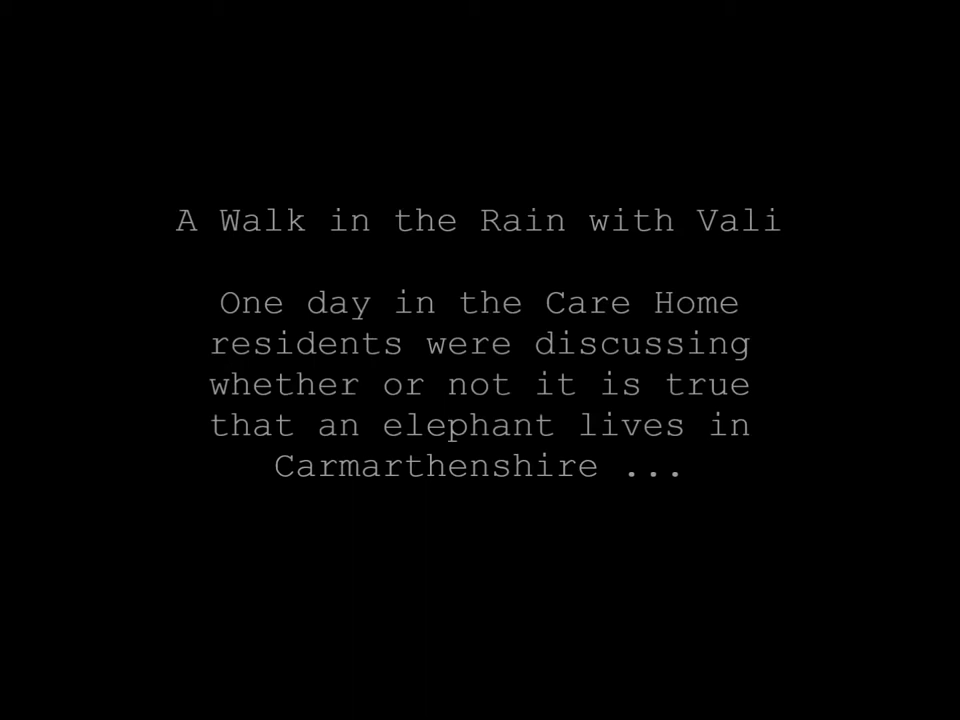 A Walk in the Rain with Vali
One day in the Care Home
residents were discussing
whether or not it is true
that an elephant lives in
Carmarthenshire ...